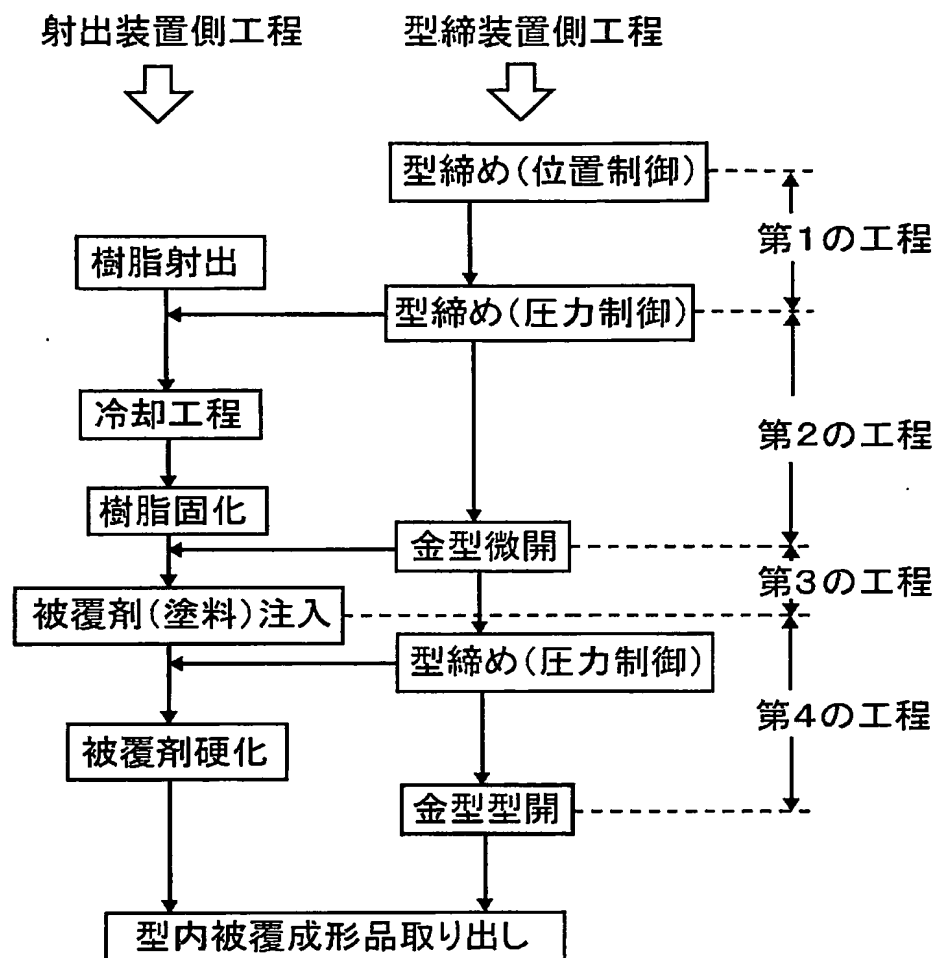 射出装置側工程
型締装置側工程
型締め(位置制御)
第1の工程
樹脂射出
型締め(圧力制御)
冷却工程
第2の工程
樹脂固化
金型微開
第3の工程
被覆剤(塗料)注入
型締め(圧力制御)
第4の工程
被覆剤硬化
金型型開
型内被覆成形品取り出し